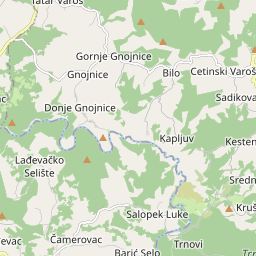 Tatar Varoš
Gornje Gnojnice
Gnojnice
Bilo
Cetinski Varoš
Sadikova
Donje Gnojnice
Kapljuv
Kesten
Lađevačko
Selište
Sredn
Kruš
Salopek Luke
Čamerovac
Trnovi
Barić Selo